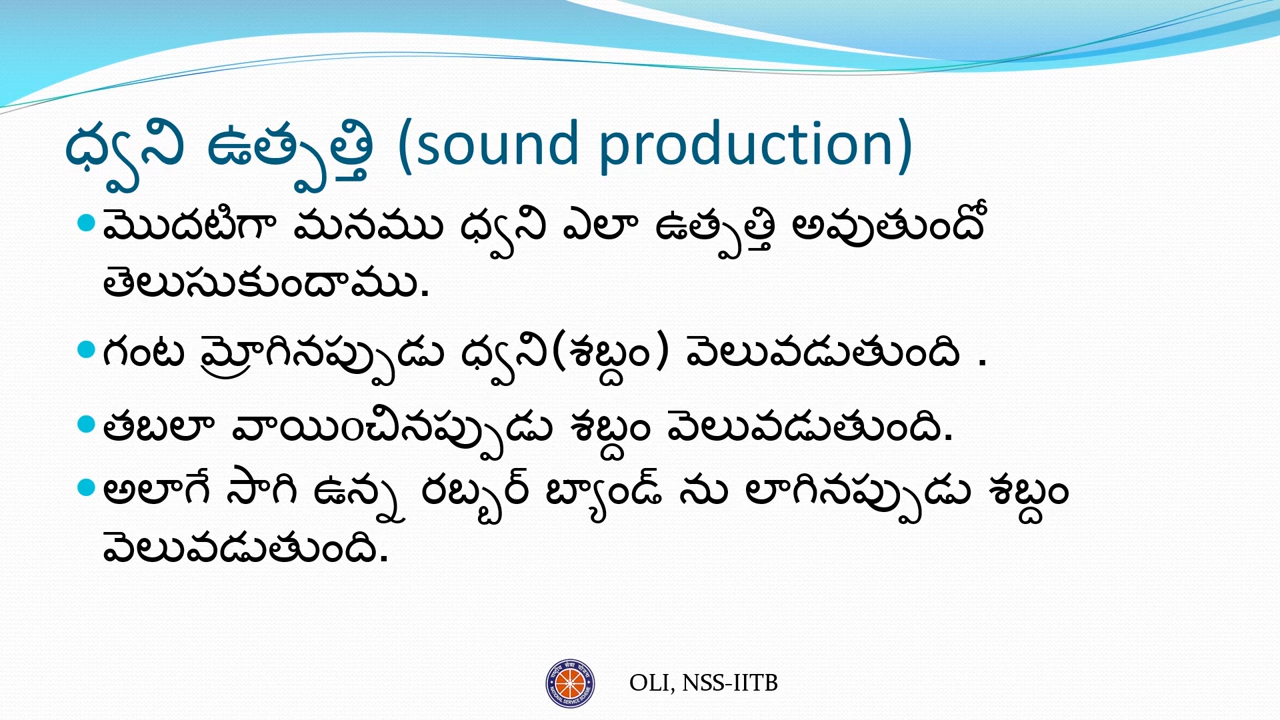 ధ్వని ఉత్పత్తి (sound production)
మొదటిగా మనము ధ్వని ఎలా ఉత్పత్తి అవుతుందో
తెలుసుకుందాము.
గంట మ్రోగినప్పుడు ధ్వని(శబ్దం) వెలువడుతుంది .
తబలా వాయించినప్పుడు శబ్దం వెలువడుతుంది.
అలాగే సాగి ఉన్న రబ్బర్ బ్యాండ్ ను లాగినప్పుడు శబ్దం
వెలువడుతుంది.
OLI, NSS-IITB